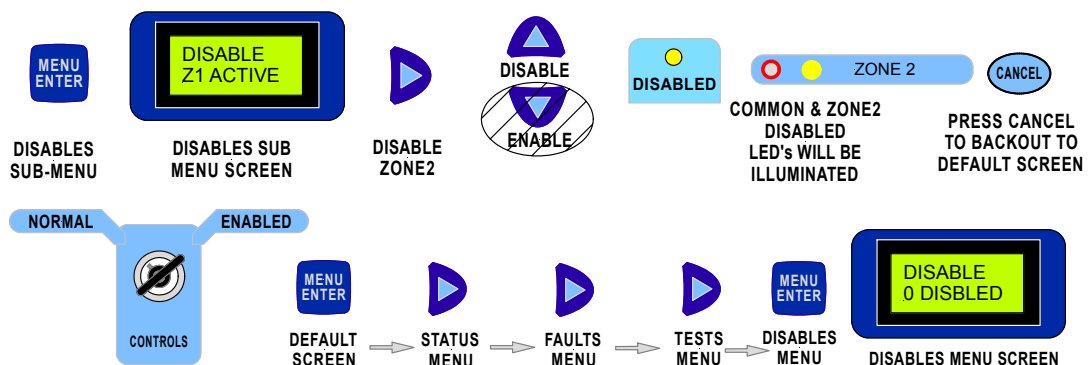 MENU
ENTER
DISABLES
SUB-MENU
DISABLE
Z1 ACTIVE
DISABLES SUB
MENU SCREEN
DISABLE
ZONE2
DISABLE
ENABLE
DISABLED
ZONE 2
COMMON & ZONE2
DISABLED
LED's WILL BE
ILLUMINATED
CANCEL
PRESS CANCEL
TO BACKOUT TO
DEFAULT SCREEN
NORMAL
ENABLED
CONTROLS
MENU
ENTER
DEFAULT
SCREEN
STATUS
MENU
FAULTS
MENU
TESTS
MENU
MENU
ENTER
DISABLES
MENU
DISABLE
0 DISBLED
DISABLES MENU SCREEN